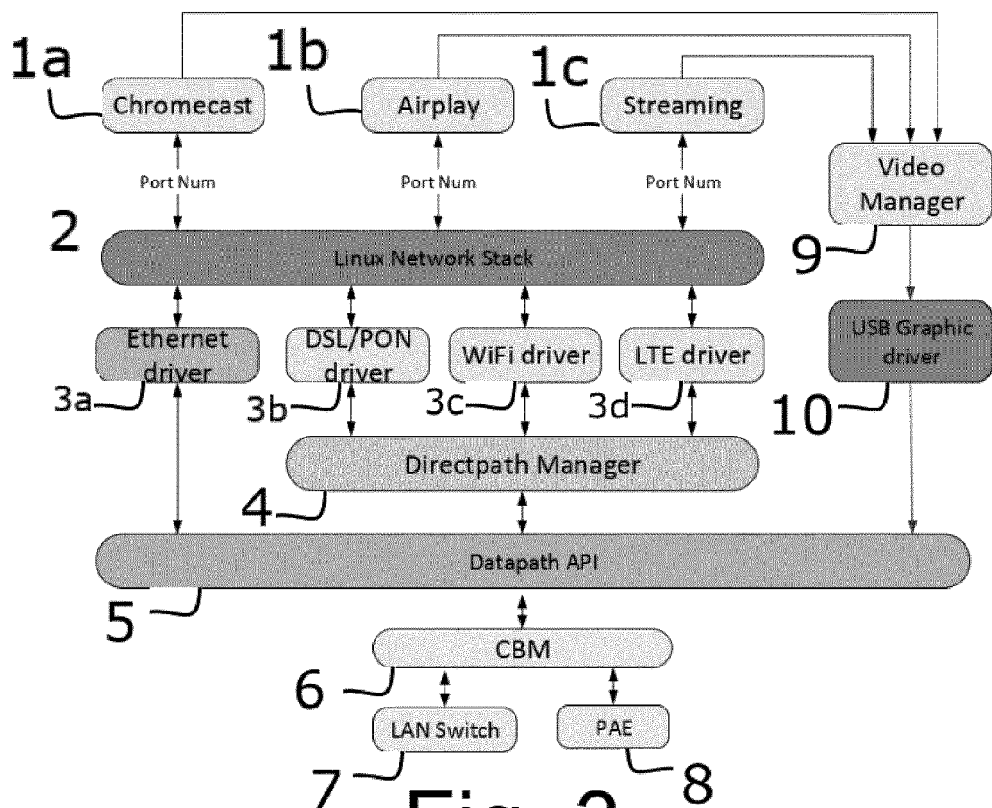 1a
1b
1c
Chromecast
Airplay
Streaming
Port Num
Port Num
Port Num
Video
Manager
9
2
Linux Network Stack
Ethernet
driver
DSL/PON
driver
WiFi driver
LTE driver
USB Graphic
driver
3a
3b
3c
3d
10
Directpath Manager
4
Datapath API
5
CBM
6
LAN Switch
PAE
7
8
Fig.